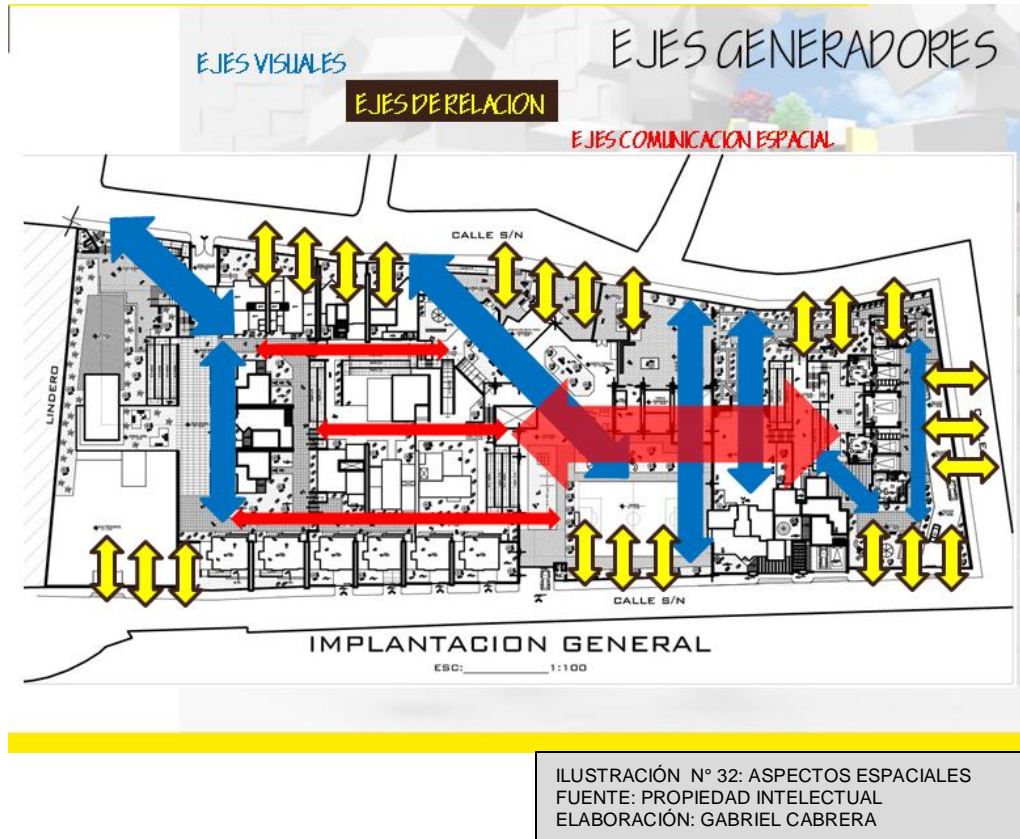 EJES GENERADORES
EJES VISUALES
EJES DE RELACION
EJES COMUNICACION ESPACIAL
CALLE S/N
LINDERO
CALLE S/N
IMPLANTACION GENERAL
ESC:____________1:100
ILUSTRACIÓN N° 32: ASPECTOS ESPACIALES
FUENTE: PROPIEDAD INTELECTUAL
ELABORACIÓN: GABRIEL CABRERA